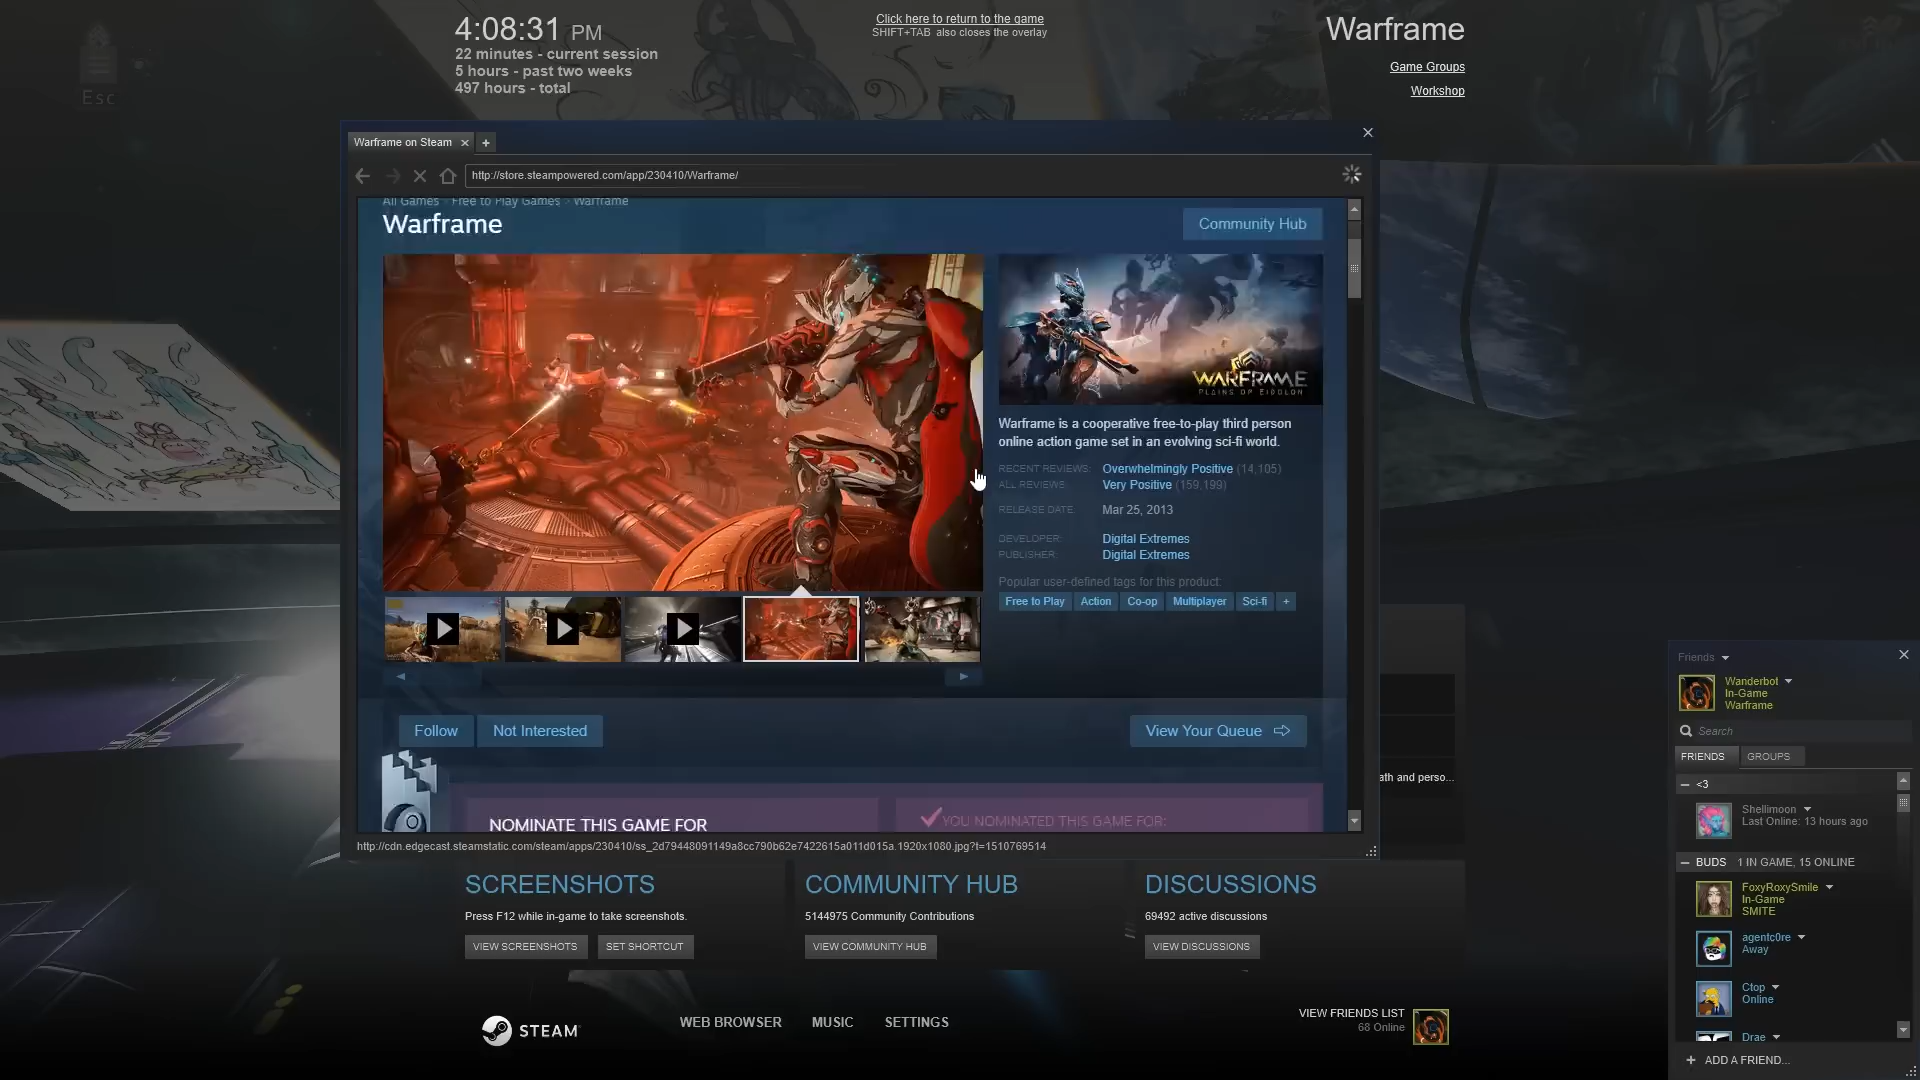 4:08:31 PM
22 minutes - current session
5 hours - past two weeks
497 hours - total
Click here to return to the game
SHIFT+TAB also closes the overlay
Warframe
Game Groups
Workshop
Esc
Warframe on Steam
http://store.steampowered.com/app/230410/Warframe/
All Games > Free to Play Games > Warframe
Warframe
Community Hub
WARFRAME
PLAINS OF EIDOLON
Warframe is a cooperative free-to-play third person
online action game set in an evolving sci-fi world.
RECENT REVIEWS: Overwhelmingly Positive (14,105)
ALL REVIEWS: Very Positive (159,199)
RELEASE DATE: Mar 25, 2013
DEVELOPER: Digital Extremes
PUBLISHER: Digital Extremes
Popular user-defined tags for this product:
Free to Play Action Co-op Multiplayer Sci-fi +
Follow Not Interested View Your Queue
NOMINATE THIS GAME FOR
YOU NOMINATED THIS GAME FOR:
ath and perso...
http://cdn.edgecast.steamstatic.com/steam/apps/230410/ss_2d79448091149a8cc790b62e7422615a011d015a.1920x1080.jpg?t=1510769514
SCREENSHOTS
Press F12 while in-game to take screenshots.
VIEW SCREENSHOTS SET SHORTCUT
COMMUNITY HUB
5144975 Community Contributions
VIEW COMMUNITY HUB
DISCUSSIONS
69492 active discussions
VIEW DISCUSSIONS
STEAM
WEB BROWSER MUSIC SETTINGS
VIEW FRIENDS LIST
68 Online
Friends
Wanderbot
In-Game
Warframe
Search
FRIENDS GROUPS
<3
Shellimoon
Last Online: 13 hours ago
BUDS 1 IN GAME, 15 ONLINE
FoxyRoxySmile
In-Game
SMITE
agentc0re
Away
Ctop
Online
Drae
+ ADD A FRIEND...